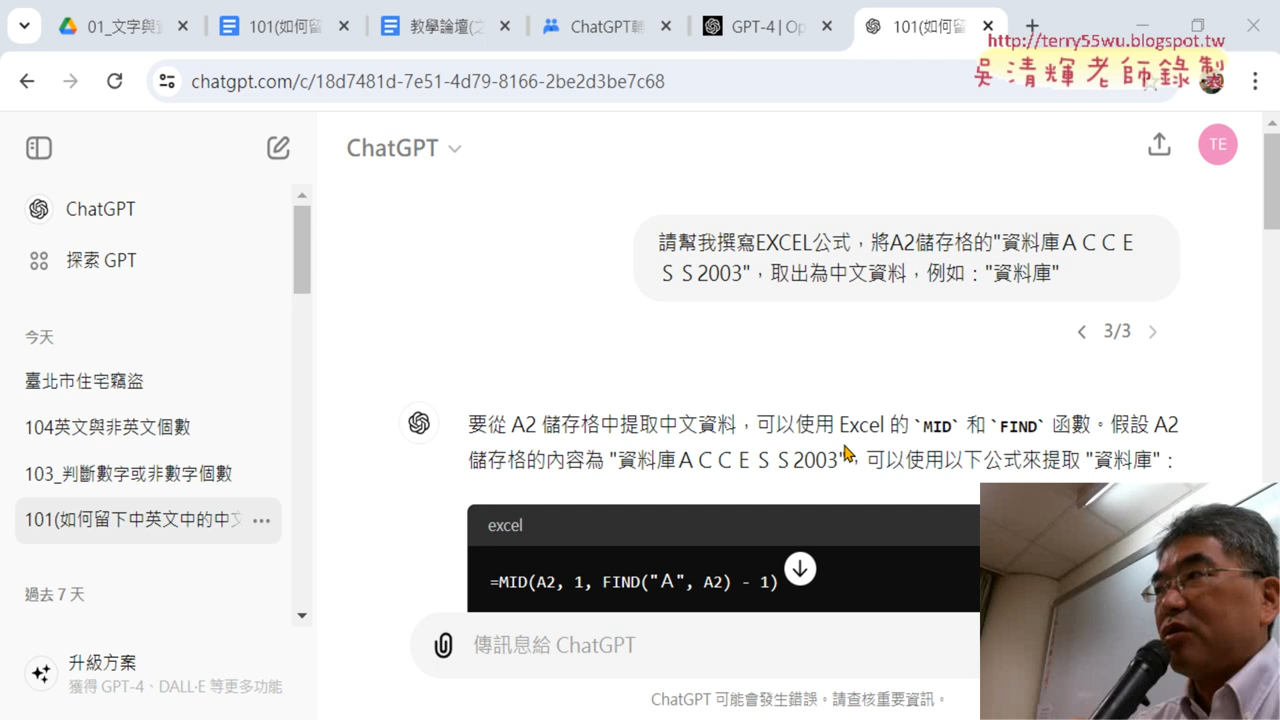 01_文字與
101(如何留
教學論壇(之
ChatGPT轉
GPT-4 | Op
101(如何留
http://terry55wu.blogspot.tw
吳清輝老師錄製
chatgpt.com/c/18d7481d-7e51-4d79-8166-2be2d3be7c68
ChatGPT
TE
ChatGPT
探索 GPT
今天
臺北市住宅竊盜
104英文與非英文個數
103_判斷數字或非數字個數
101(如何留下中英文中的中文
過去 7 天
升級方案
獲得 GPT-4、DALL·E 等更多功能
請幫我撰寫EXCEL公式，將A2儲存格的"資料庫ＡＣＣＥ
ＳＳ2003"，取出為中文資料，例如："資料庫"
3/3
要從 A2 儲存格中提取中文資料，可以使用 Excel 的 `MID` 和 `FIND` 函數。假設 A2
儲存格的內容為 "資料庫ＡＣＣＥＳＳ2003"，可以使用以下公式來提取 "資料庫"：
excel
=MID(A2, 1, FIND("Ａ", A2) - 1)
傳訊息給 ChatGPT
ChatGPT 可能會發生錯誤。請查核重要資訊。